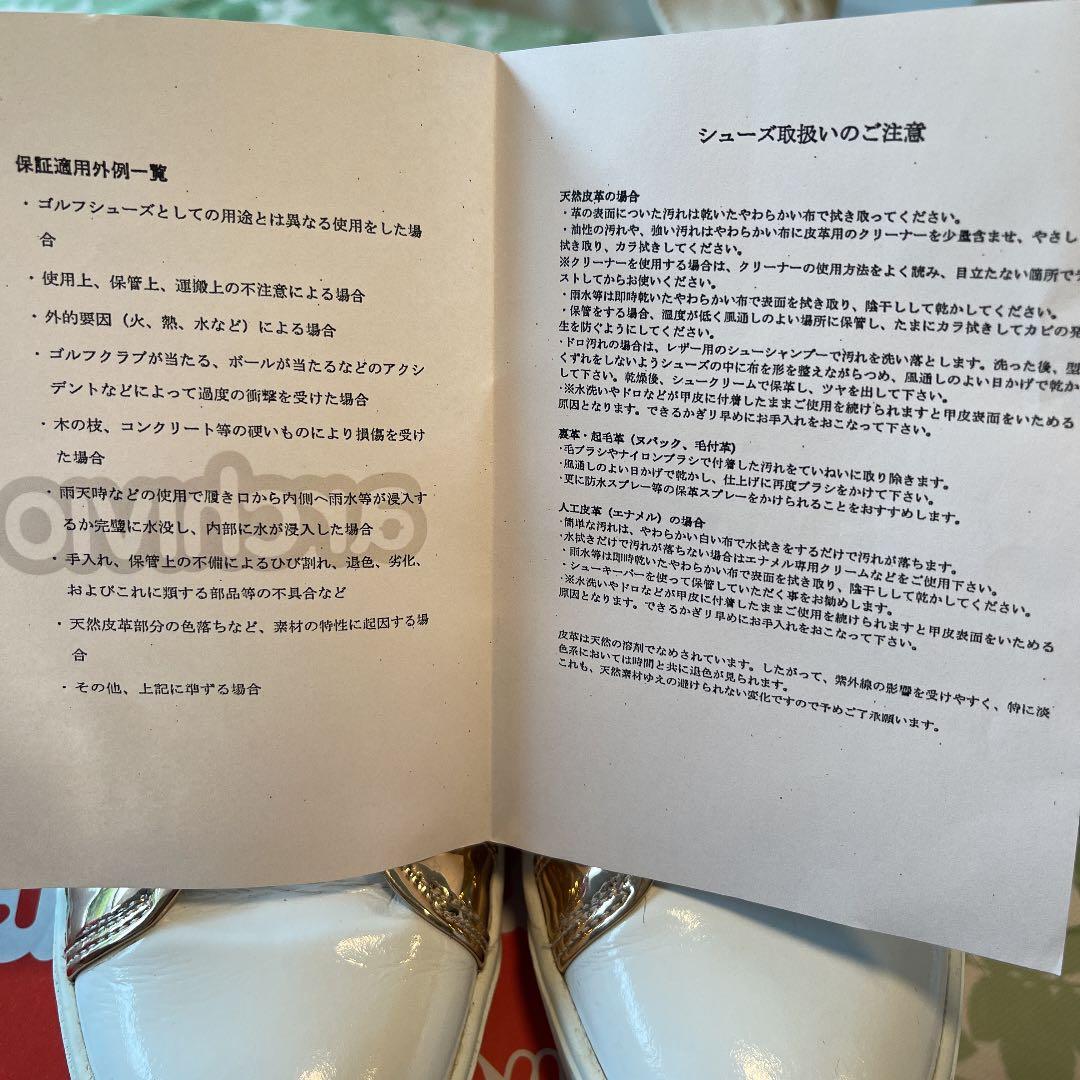 保証適用外例一覧
・ゴルフシューズとしての用途とは異なる使用をした場
合
・使用上、保管上、運搬上の不注意による場合
・外的要因（火、熱、水など）による場合
・ゴルフクラブが当たる、ボールが当たるなどのアクシ
デントなどによって過度の衝撃を受けた場合
・木の枝、コンクリート等の硬いものにより損傷を受け
た場合
・雨天時などの使用で履き口から内側へ雨水等が浸入す
るか完璧に水没し、内部に水が浸入した場合
・手入れ、保管上の不備によるひび割れ、退色、劣化、
およびこれに類する部品等の不具合など
・天然皮革部分の色落ちなど、素材の特性に起因する場
合
・その他、上記に準ずる場合
シューズ取扱いのご注意
天然皮革の場合
・革の表面についた汚れは乾いたやわらかい布で拭き取ってください。
・油性の汚れや、強い汚れはやわらかい布に皮革用のクリーナーを少量含ませ、やさし
拭き取り、カラ拭きしてください。
※クリーナーを使用する場合は、クリーナーの使用方法をよく読み、目立たない箇所で
ストしてからお使いください。
・雨水等は即時乾いたやわらかい布で表面を拭き取り、陰干しして乾かしてください。
・保管をする場合、湿度が低く風通しのよい場所に保管し、たまにカラ拭きしてカビの発
生を防ぐようにしてください。
・ドロ汚れの場合は、レザー用のシューシャンプーで汚れを洗い落とします。洗った後、型
くずれをしないようシューズの中に布を形を整えながらつめ、風通しのよい日かげで乾か
して下さい。乾燥後、シュークリームで保革し、ツヤを出して下さい。
・※水洗いやドロなどが甲皮に付着したままご使用を続けられますと甲皮表面をいためる
原因となります。できるかぎり早めにお手入れをおこなって下さい。
裏革・起毛革（ヌバック、毛付革）
・毛ブラシやナイロンブラシで付着した汚れをていねいに取り除きます。
・風通しのよい日かげで乾かし、仕上げに再度ブラシをかけて下さい。
・更に防水スプレー等の保革スプレーをかけられることをおすすめします。
人工皮革（エナメル）の場合
・簡単な汚れは、やわらかい白い布で水拭きをするだけで汚れが落ちます。
・水拭きだけで汚れが落ちない場合はエナメル専用クリームなどをご使用下さい。
・雨水等は即時乾いたやわらかい布で表面を拭き取り、陰干しして乾かしてください。
・シューキーパーを使って保管していただく事をお勧めします。
・※水洗いやドロなどが甲皮に付着したままご使用を続けられますと甲皮表面をいためる
原因となります。できるかぎり早めにお手入れをおこなって下さい。
皮革は天然の溶剤でなめされています。したがって、紫外線の影響を受けやすく、特に淡
色系においては時間と共に退色が見られます。
これも、天然素材ゆえの避けられない変化ですので予めご了承願います。